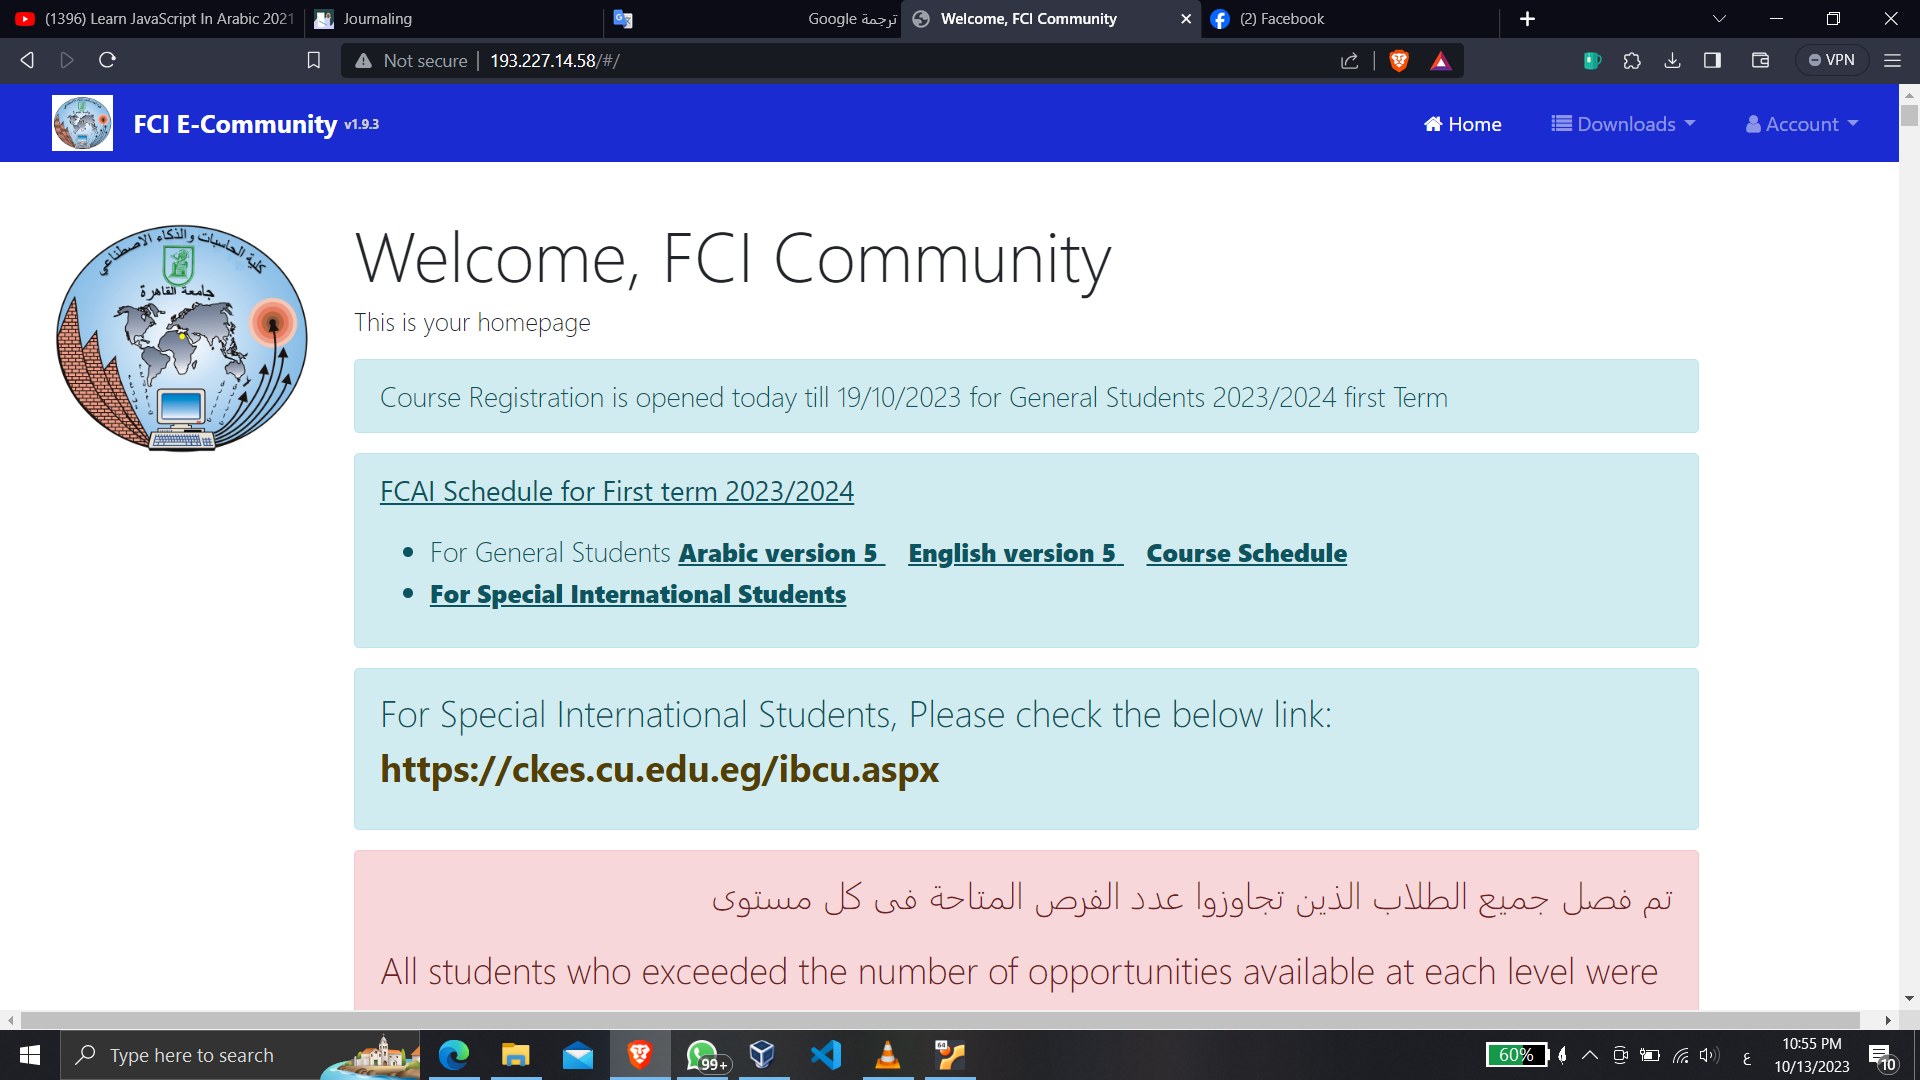 (1396) Learn JavaScript In Arabic 2021
Journaling
ترجمة Google
Welcome, FCI Community
(2) Facebook
Not secure
193.227.14.58/#/
VPN
FCI E-Community v1.9.3
Home
Downloads
Account
كلية الحاسبات والذكاء الاصطناعي
جامعة القاهرة
Welcome, FCI Community
This is your homepage
Course Registration is opened today till 19/10/2023 for General Students 2023/2024 first Term
FCAI Schedule for First term 2023/2024
For General Students Arabic version 5 English version 5 Course Schedule
For Special International Students
For Special International Students, Please check the below link:
https://ckes.cu.edu.eg/ibcu.aspx
تم فصل جميع الطلاب الذين تجاوزوا عدد الفرص المتاحة فى كل مستوى
All students who exceeded the number of opportunities available at each level were
Type here to search
99+
64
60%
ع
10:55 PM
10/13/2023
10